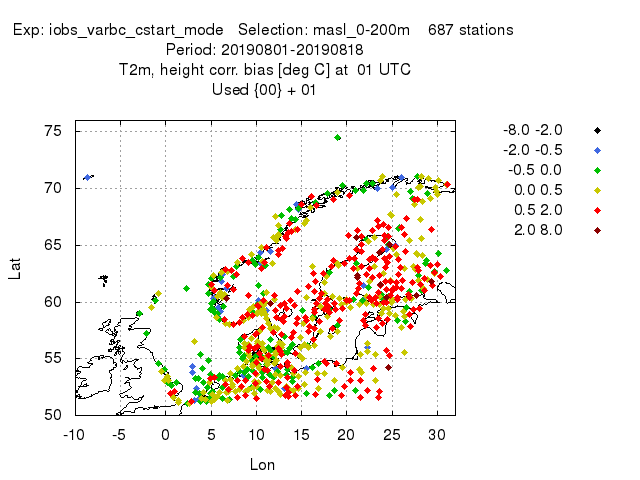 Exp: iobs_varbc_cstart_mode Selection: masl_0-200m 687 stations
Period: 20190801-20190818
T2m, height corr. bias [deg C] at 01 UTC
Used {00} + 01
-8.0 -2.0
-2.0 -0.5
-0.5 0.0
0.0 0.5
0.5 2.0
2.0 8.0
75
70
65
60
55
50
Lat
-10 -5 0 5 10 15 20 25 30
Lon